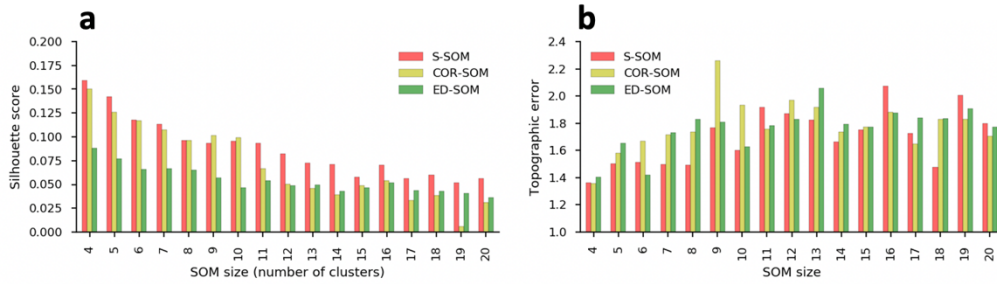 a
0.200
0.175
0.150
0.125
0.100
0.075
0.050
0.025
0.000
Silhouette score
S-SOM
COR-SOM
ED-SOM
4 5 6 7 8 9 10 11 12 13 14 15 16 17 18 19 20
SOM size (number of clusters)
b
2.4
2.2
2.0
1.8
1.6
1.4
1.2
1.0
Topographic error
S-SOM
COR-SOM
ED-SOM
4 5 6 7 8 9 10 11 12 13 14 15 16 17 18 19 20
SOM size